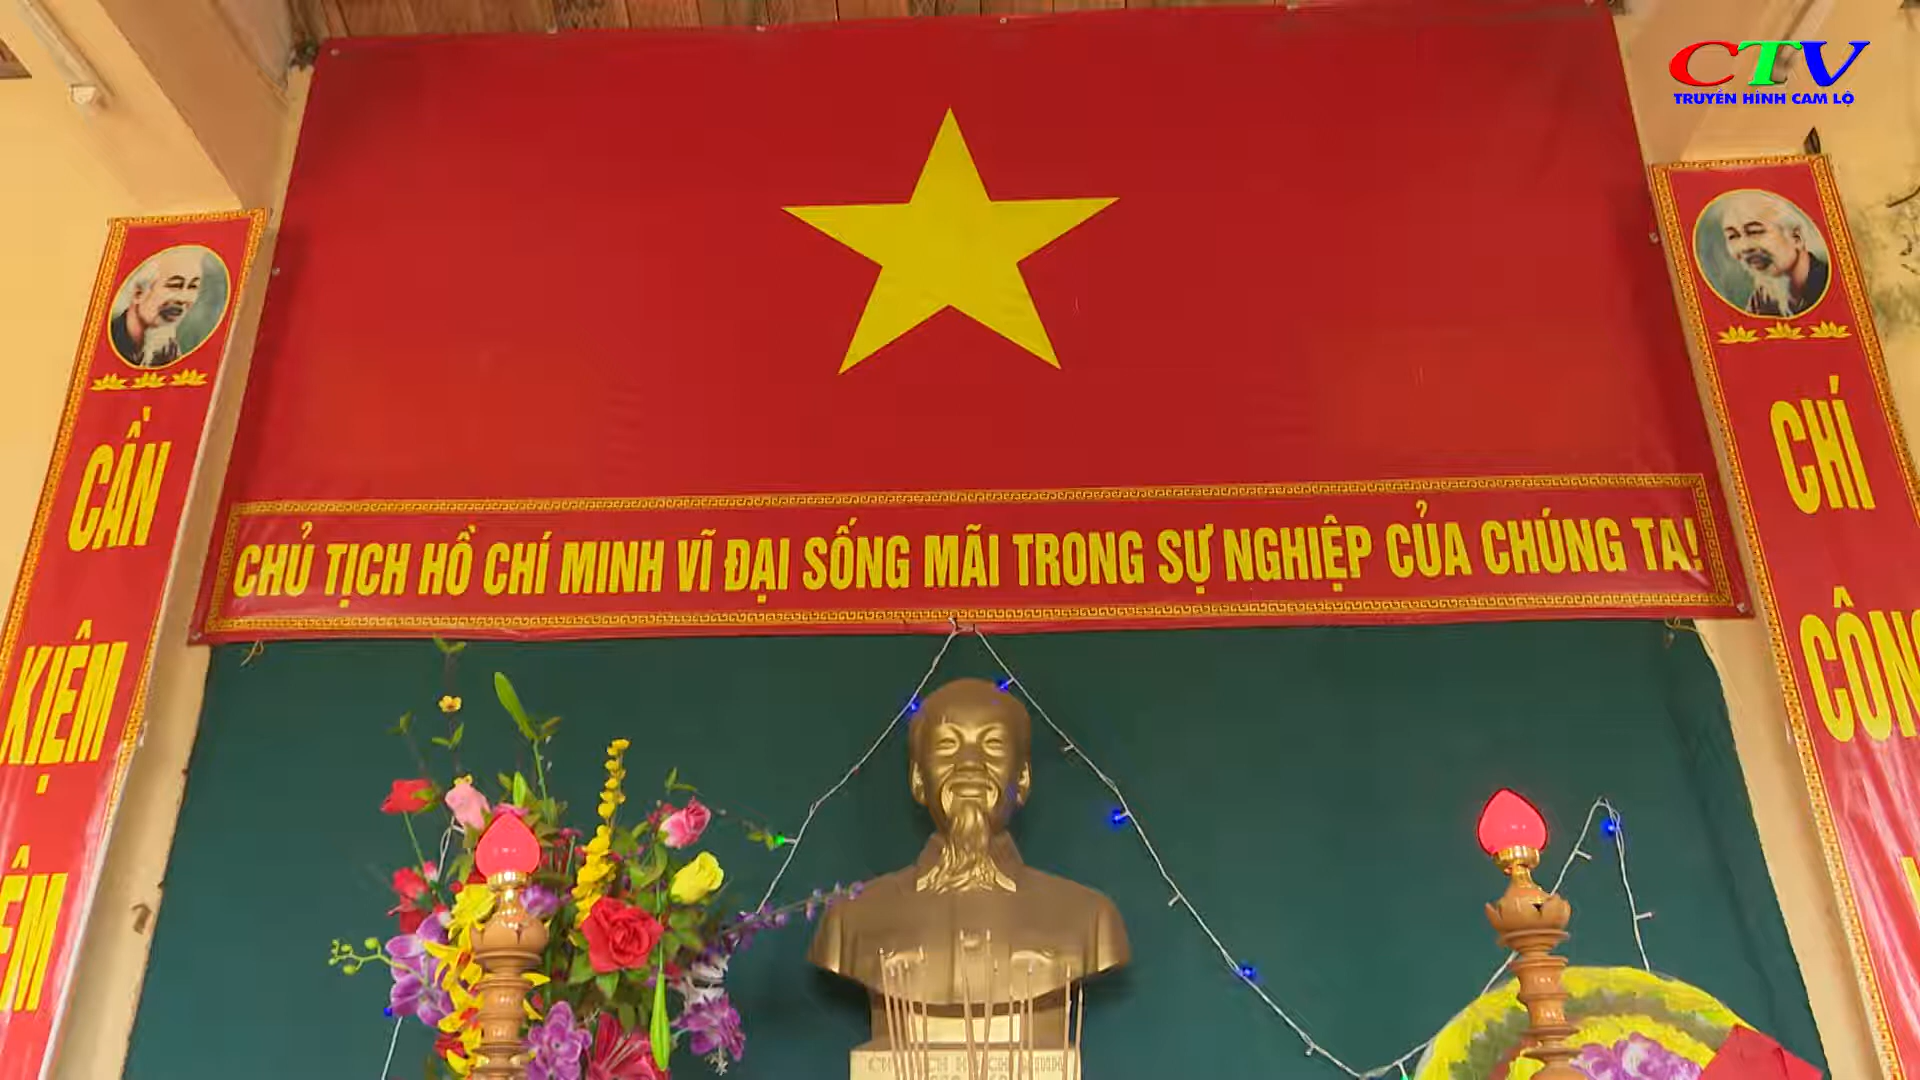 CTV
TRUYỀN HÌNH CAM LỘ
CHỦ TỊCH HỒ CHÍ MINH VĨ ĐẠI SỐNG MÃI TRONG SỰ NGHIỆP CỦA CHÚNG TA!
CẦN
KIỆM
CHÍ
CÔNG